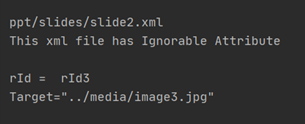 ppt/slides/slide2.xml
This xml file has Ignorable Attribute
rId =  rId3
Target="../media/image3.jpg"